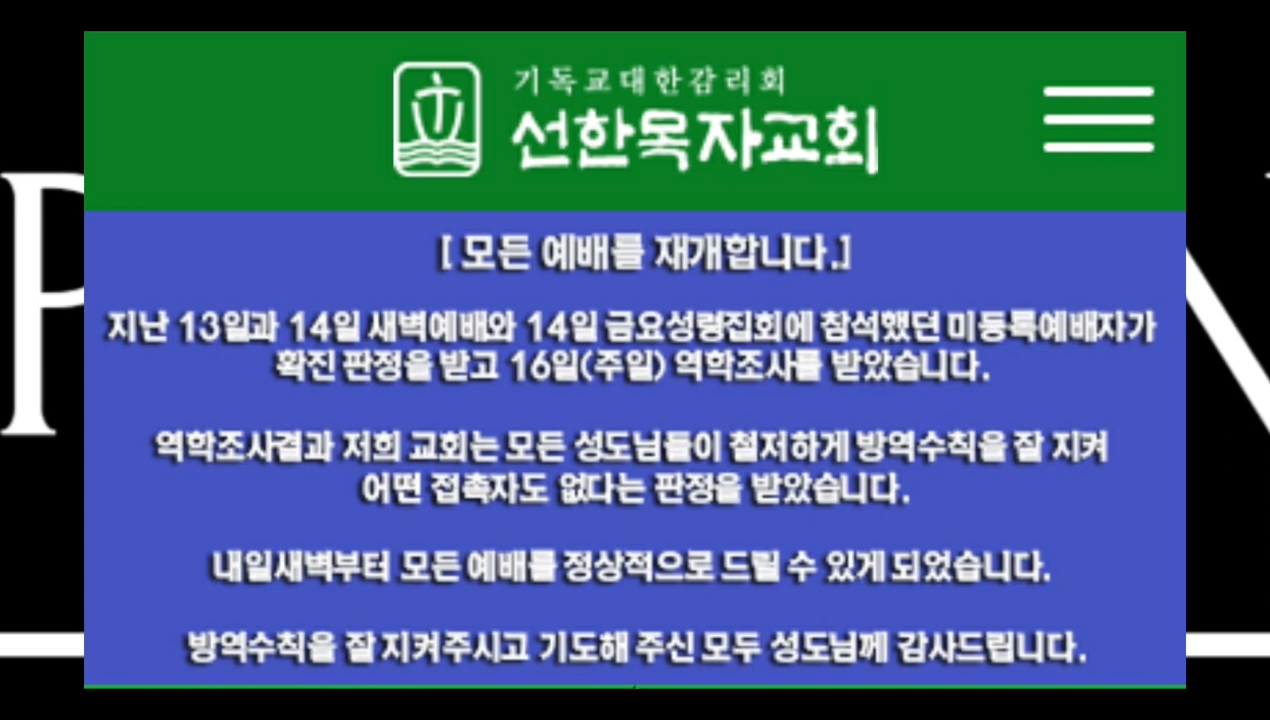 기독교대한감리회
선한목자교회
[ 모든 예배를 재개합니다.]
지난 13일과 14일 새벽예배와 14일 금요성령집회에 참석했던 미등록예배자가
확진 판정을 받고 16일(주일) 역학조사를 받았습니다.
역학조사결과 저희 교회는 모든 성도님들이 철저하게 방역수칙을 잘 지켜
어떤 접촉자도 없다는 판정을 받았습니다.
내일새벽부터 모든 예배를 정상적으로 드릴 수 있게 되었습니다.
방역수칙을 잘 지켜주시고 기도해 주신 모두 성도님께 감사드립니다.